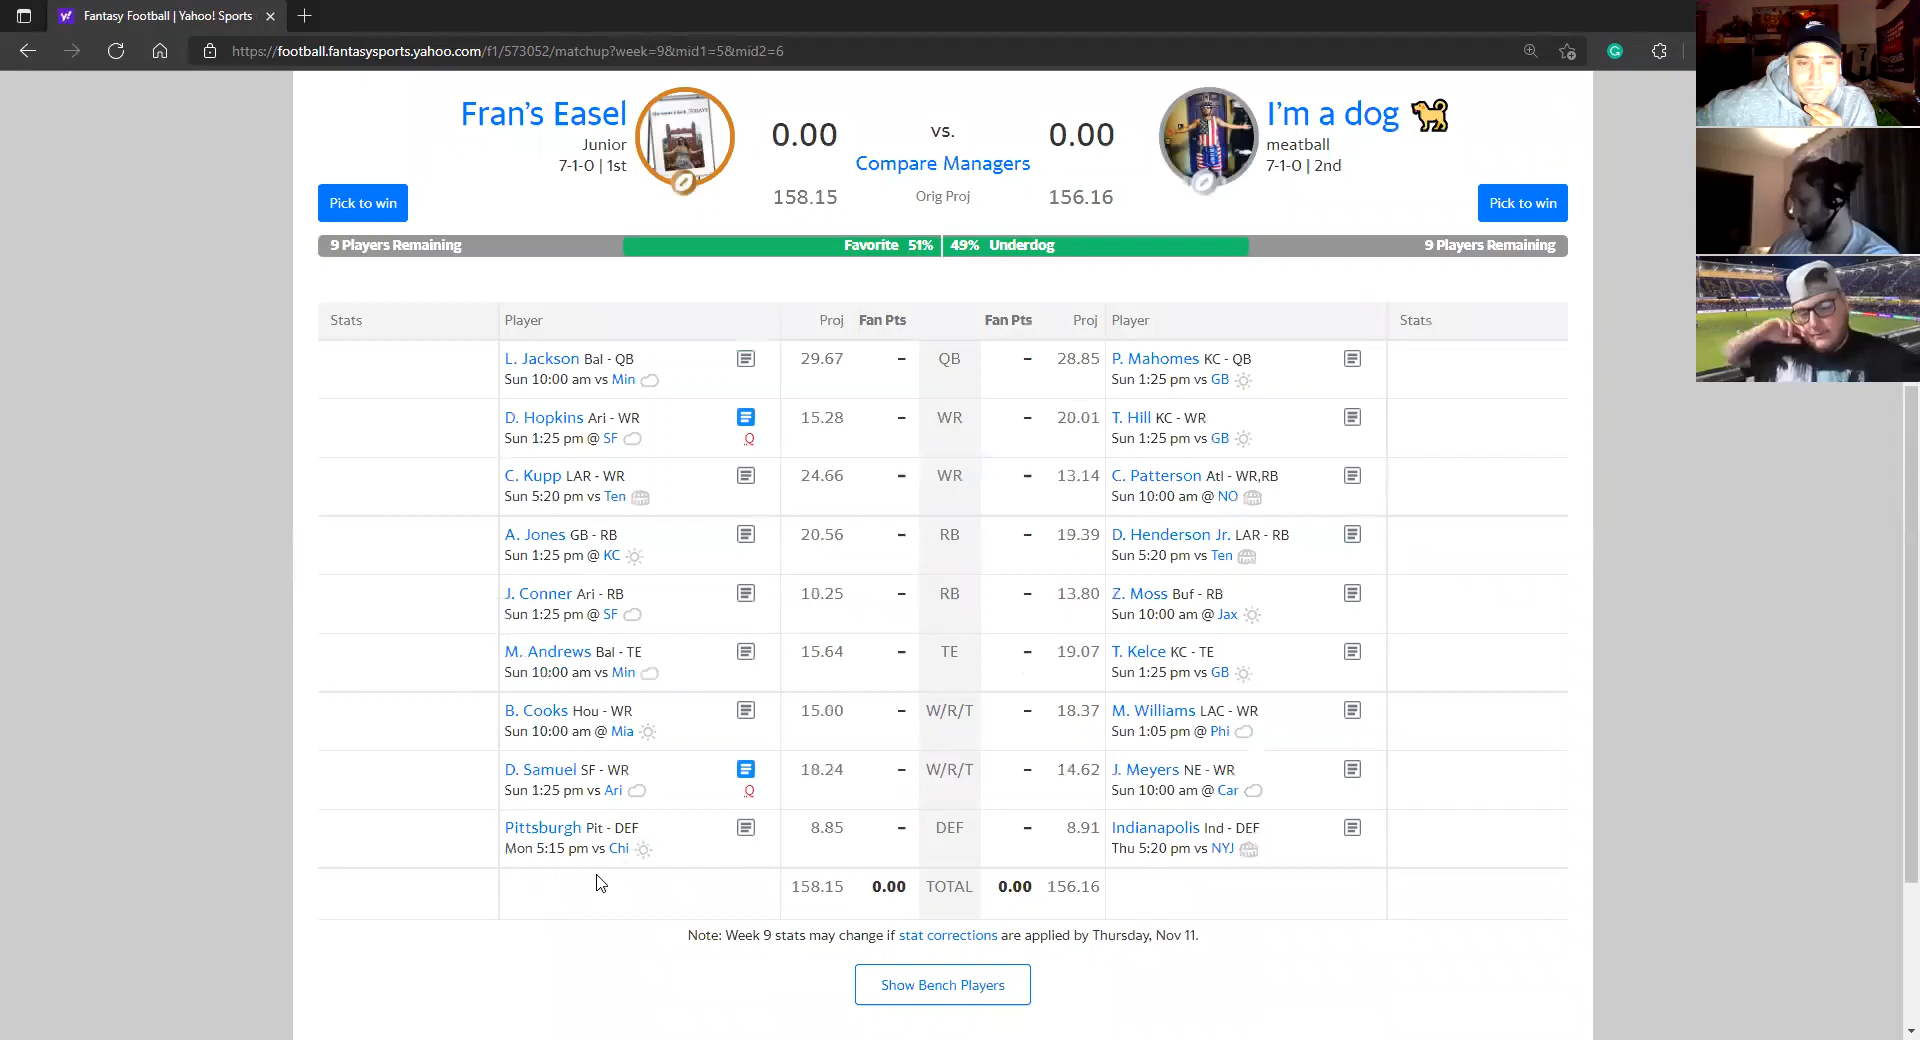 Fantasy Football | Yahoo! Sports
https://football.fantasysports.yahoo.com/f1/573052/matchup?week=9&mid1=5&mid2=6
Fran's Easel
Junior
7-1-0 | 1st
0.00 vs. 0.00
Compare Managers
158.15 Orig Proj 156.16
I'm a dog
meatball
7-1-0 | 2nd
Pick to win
Pick to win
9 Players Remaining Favorite 51% 49% Underdog 9 Players Remaining
Stats Player Proj Fan Pts Fan Pts Proj Player Stats
L. Jackson Bal - QB 29.67 – QB – 28.85 P. Mahomes KC - QB
Sun 10:00 am vs Min Sun 1:25 pm vs GB
D. Hopkins Ari - WR 15.28 – WR – 20.01 T. Hill KC - WR
Sun 1:25 pm @ SF Q Sun 1:25 pm vs GB
C. Kupp LAR - WR 24.66 – WR – 13.14 C. Patterson Atl - WR,RB
Sun 5:20 pm vs Ten Sun 10:00 am @ NO
A. Jones GB - RB 20.56 – RB – 19.39 D. Henderson Jr. LAR - RB
Sun 1:25 pm @ KC Sun 5:20 pm vs Ten
J. Conner Ari - RB 10.25 – RB – 13.80 Z. Moss Buf - RB
Sun 1:25 pm @ SF Sun 10:00 am @ Jax
M. Andrews Bal - TE 15.64 – TE – 19.07 T. Kelce KC - TE
Sun 10:00 am vs Min Sun 1:25 pm vs GB
B. Cooks Hou - WR 15.00 – W/R/T – 18.37 M. Williams LAC - WR
Sun 10:00 am @ Mia Sun 1:05 pm @ Phi
D. Samuel SF - WR 18.24 – W/R/T – 14.62 J. Meyers NE - WR
Sun 1:25 pm vs Ari Q Sun 10:00 am @ Car
Pittsburgh Pit - DEF 8.85 – DEF – 8.91 Indianapolis Ind - DEF
Mon 5:15 pm vs Chi Thu 5:20 pm vs NYJ
158.15 0.00 TOTAL 0.00 156.16
Note: Week 9 stats may change if stat corrections are applied by Thursday, Nov 11.
Show Bench Players